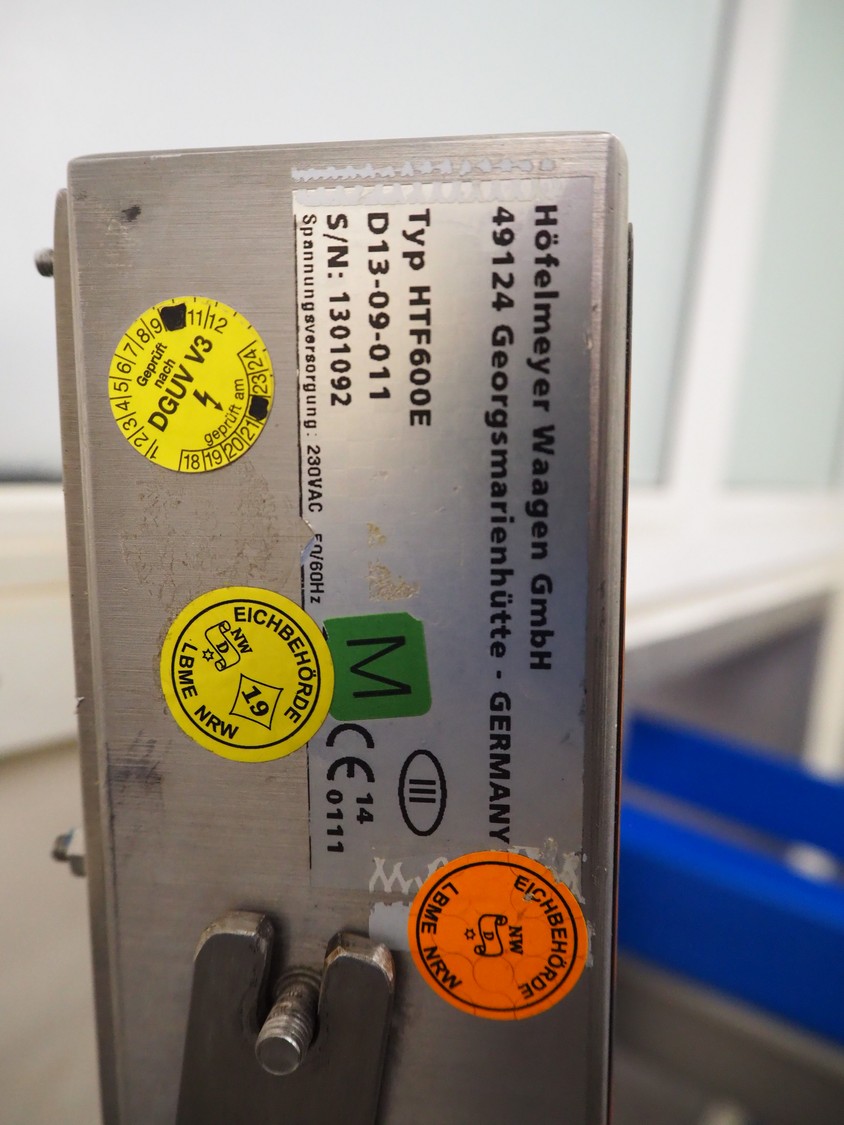 Höfelmeyer Waagen GmbH
49124 Georgsmarienhütte - GERMANY
Typ HTF600E
D13-09-011
S/N: 1301092
Spannungsversorgung: 230VAC 50/60Hz
III
M
CE 14
0111
1 2 3 4 5 6 7 8 9 11 12
Geprüft
nach
DGUV V3
geprüft am
18 19 20 21 23 24
EICHBEHÖRDE
NW
D
19
LBME NRW
EICHBEHÖRDE
NW
D
LBME NRW